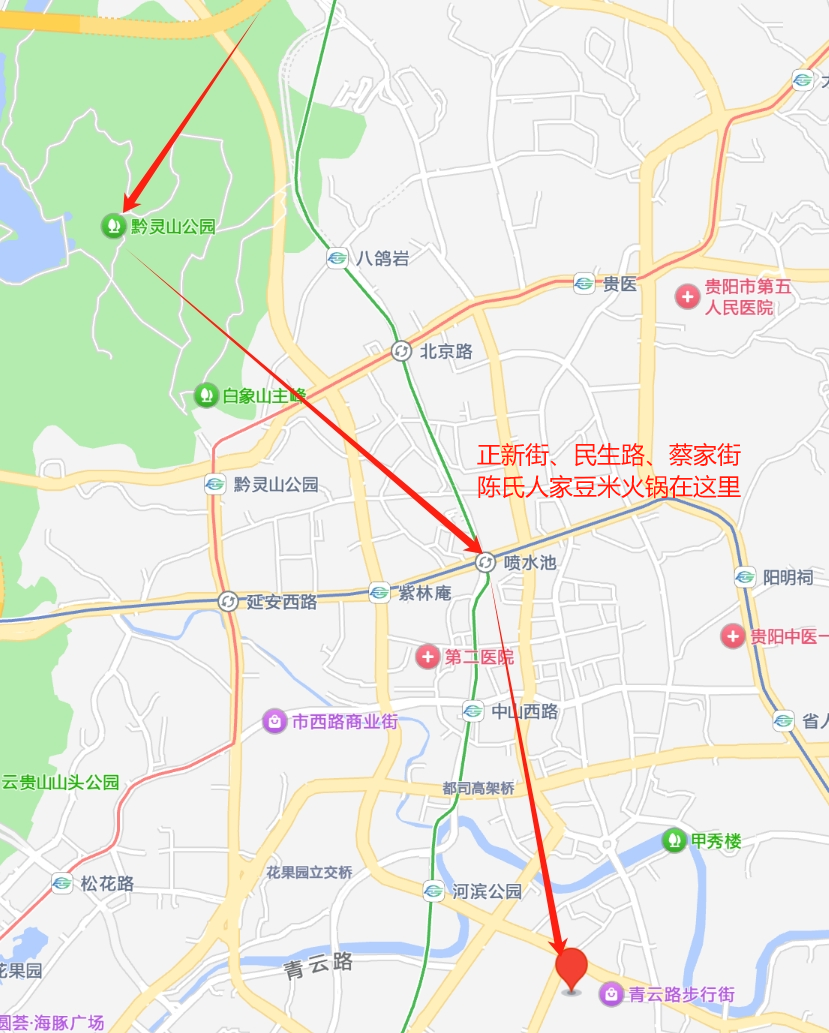 黔灵山公园
八鸽岩
贵医
贵阳市第五
人民医院
北京路
白象山主峰
正新街、民生路、蔡家街
陈氏人家豆米火锅在这里
黔灵山公园
喷水池
阳明祠
紫林庵
延安西路
贵阳中医一
第二医院
中山西路
市西路商业街
省人
云贵山山头公园
都司高架桥
甲秀楼
花果园立交桥
松花路
河滨公园
青云路
花果园
青云路步行街
圆荟·海豚广场